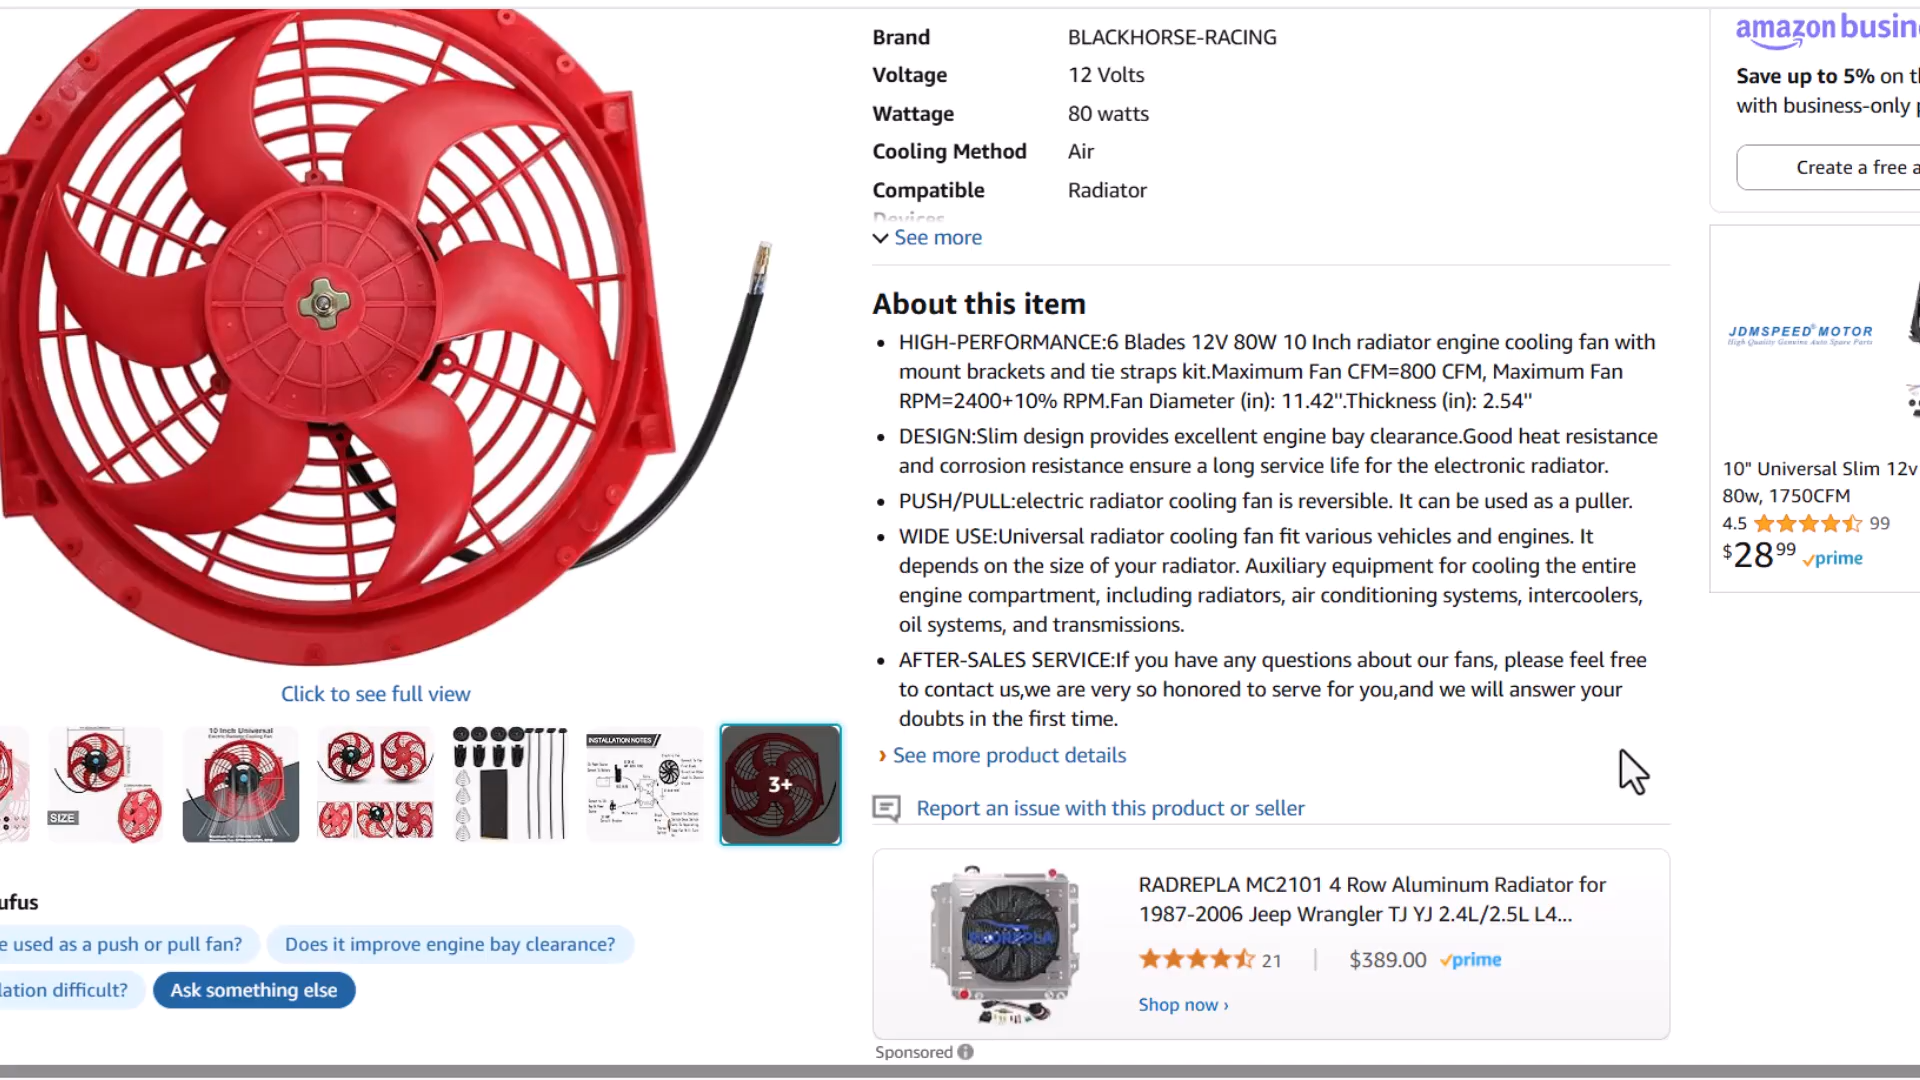 Brand BLACKHORSE-RACING
Voltage 12 Volts
Wattage 80 watts
Cooling Method Air
Compatible Radiator
Devices
See more
About this item
HIGH-PERFORMANCE:6 Blades 12V 80W 10 Inch radiator engine cooling fan with
mount brackets and tie straps kit.Maximum Fan CFM=800 CFM, Maximum Fan
RPM=2400+10% RPM.Fan Diameter (in): 11.42''.Thickness (in): 2.54''
DESIGN:Slim design provides excellent engine bay clearance.Good heat resistance
and corrosion resistance ensure a long service life for the electronic radiator.
PUSH/PULL:electric radiator cooling fan is reversible. It can be used as a puller.
WIDE USE:Universal radiator cooling fan fit various vehicles and engines. It
depends on the size of your radiator. Auxiliary equipment for cooling the entire
engine compartment, including radiators, air conditioning systems, intercoolers,
oil systems, and transmissions.
AFTER-SALES SERVICE:If you have any questions about our fans, please feel free
to contact us,we are very so honored to serve for you,and we will answer your
doubts in the first time.
› See more product details
Report an issue with this product or seller
RADREPLA MC2101 4 Row Aluminum Radiator for
1987-2006 Jeep Wrangler TJ YJ 2.4L/2.5L L4...
21 | $389.00 prime
Shop now ›
Sponsored
Click to see full view
SIZE
10 Inch Universal
INSTALLATION NOTES
3+
ufus
e used as a push or pull fan?
Does it improve engine bay clearance?
lation difficult?
Ask something else
amazon busin
Save up to 5% on t
with business-only p
Create a free a
JDMSPEED® MOTOR
High Quality Genuine Auto Spare Parts
10" Universal Slim 12v
80w, 1750CFM
4.5 99
$28 99 prime